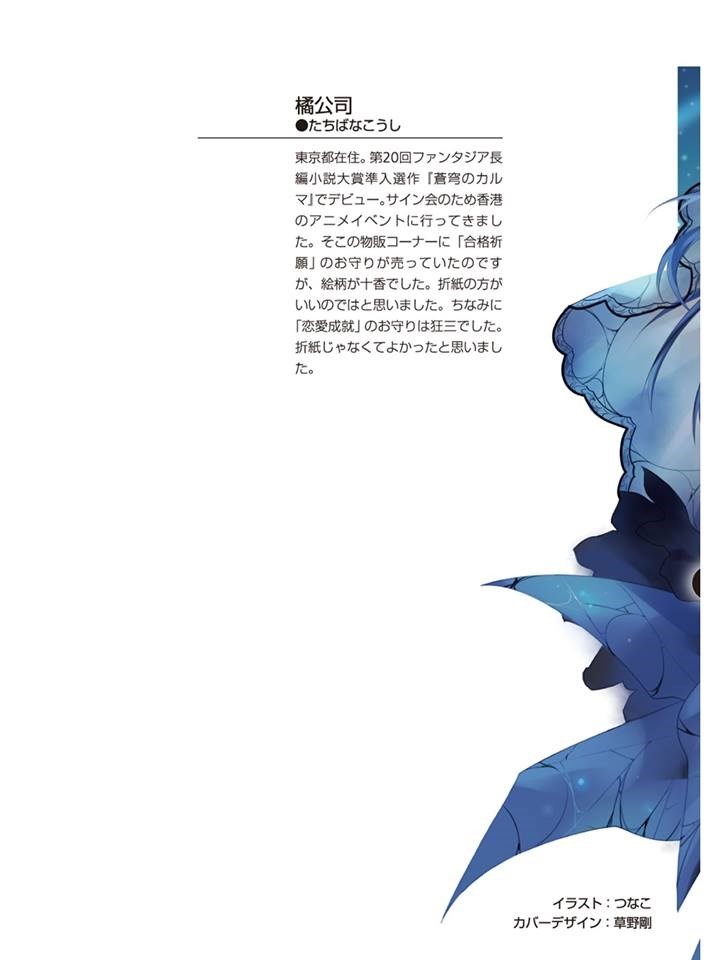 橘公司
●たちばなこうし
東京都在住。第20回ファンタジア長
編小説大賞準入選作『蒼穹のカル
マ』でデビュー。サイン会のため香港
のアニメイベントに行ってきまし
た。そこの物販コーナーに「合格祈
願」のお守りが売っていたのです
が、絵柄が十香でした。折紙の方が
いいのではと思いました。ちなみに
「恋愛成就」のお守りは狂三でした。
折紙じゃなくてよかったと思いまし
た。
イラスト：つなこ
カバーデザイン：草野剛